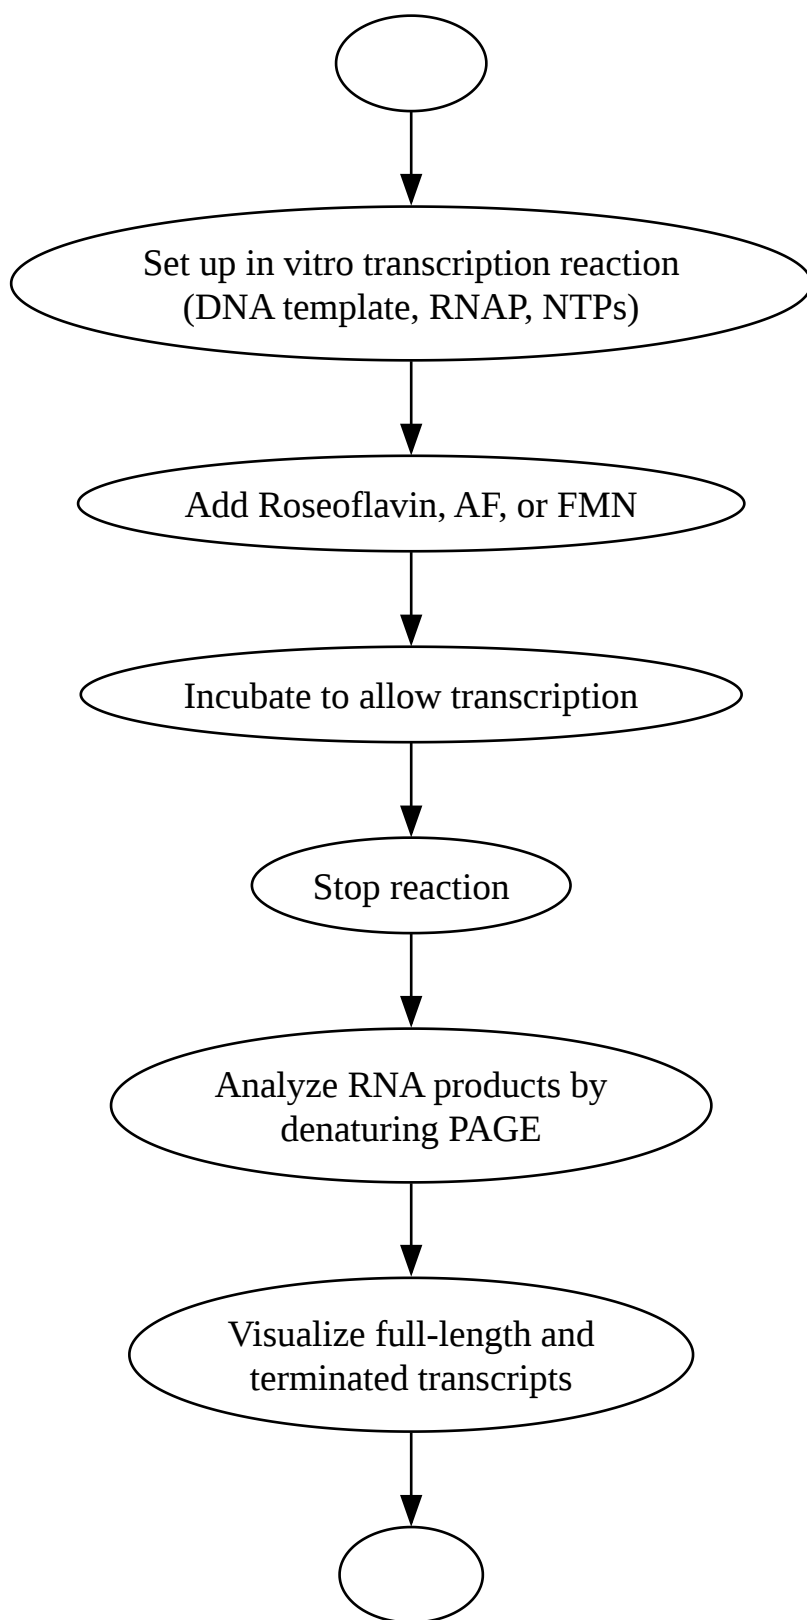 Set up in vitro transcription reaction
(DNA template, RNAP, NTPs)
Add Roseoflavin, AF, or FMN
Incubate to allow transcription
Stop reaction
Analyze RNA products by
denaturing PAGE
Visualize full-length and
terminated transcripts